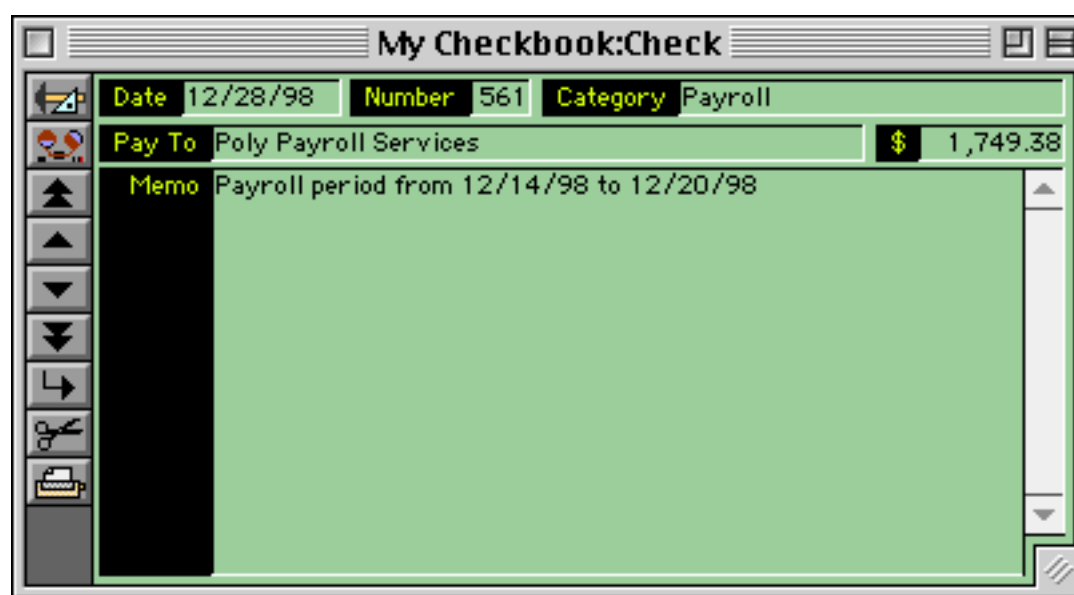 My Checkbook:Check
Date 12/28/98 Number 561 Category Payroll
Pay To Poly Payroll Services $ 1,749.38
Memo Payroll period from 12/14/98 to 12/20/98